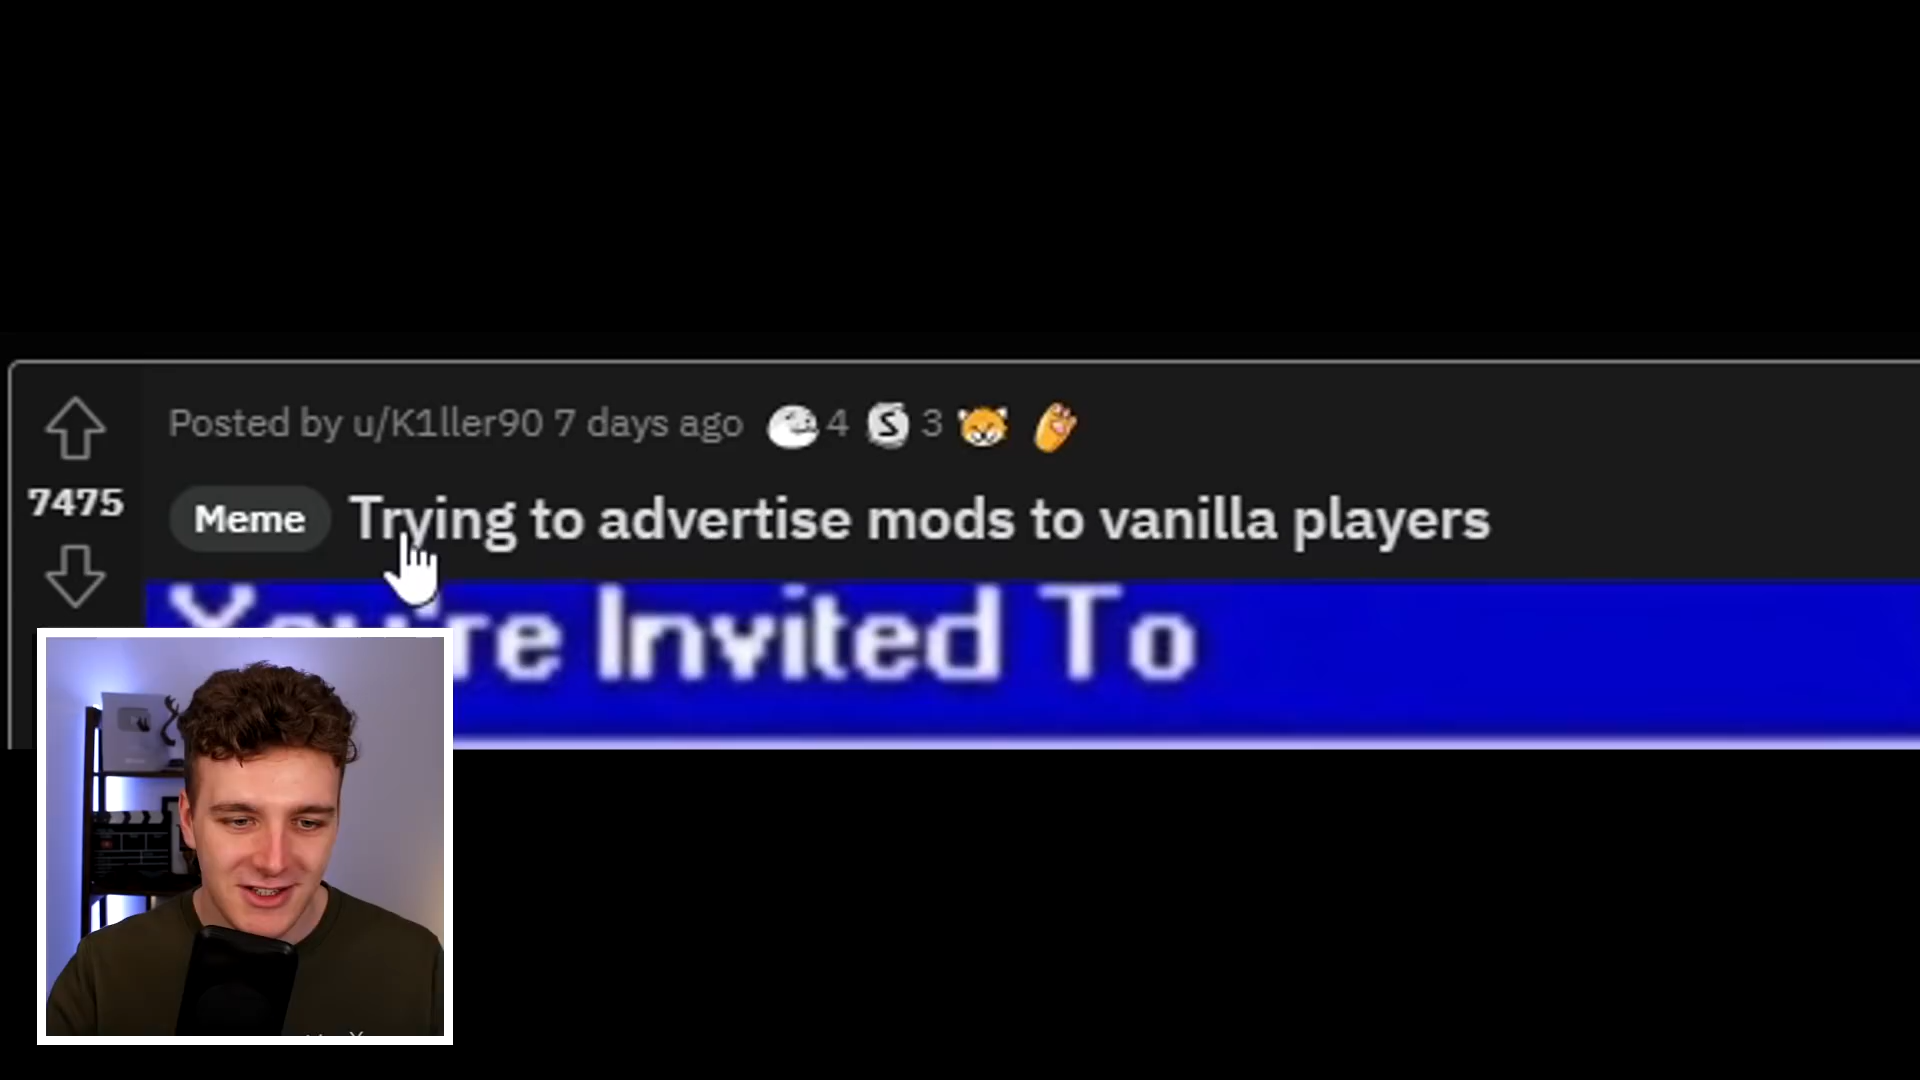 Posted by u/K1ller90 7 days ago 4 3
7475
Meme Trying to advertise mods to vanilla players
You're Invited To